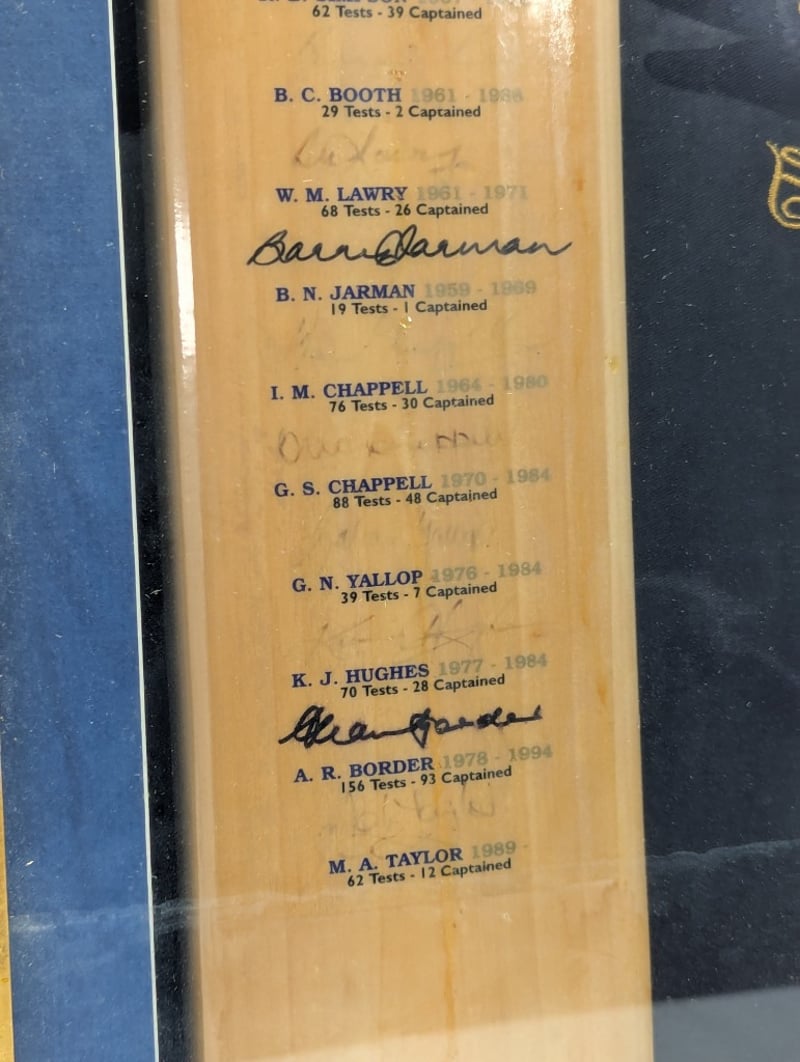 62 Tests - 39 Captained
B. C. BOOTH 1961 - 1966
29 Tests - 2 Captained
W. M. LAWRY 1961 - 1971
68 Tests - 26 Captained
Barry Jarman
B. N. JARMAN 1959 - 1969
19 Tests - 1 Captained
I. M. CHAPPELL 1964 - 1980
76 Tests - 30 Captained
G. S. CHAPPELL 1970 - 1984
88 Tests - 48 Captained
G. N. YALLOP 1976 - 1984
39 Tests - 7 Captained
K. J. HUGHES 1977 - 1984
70 Tests - 28 Captained
Allan Border
A. R. BORDER 1978 - 1994
156 Tests - 93 Captained
M. A. TAYLOR 1989 -
62 Tests - 12 Captained